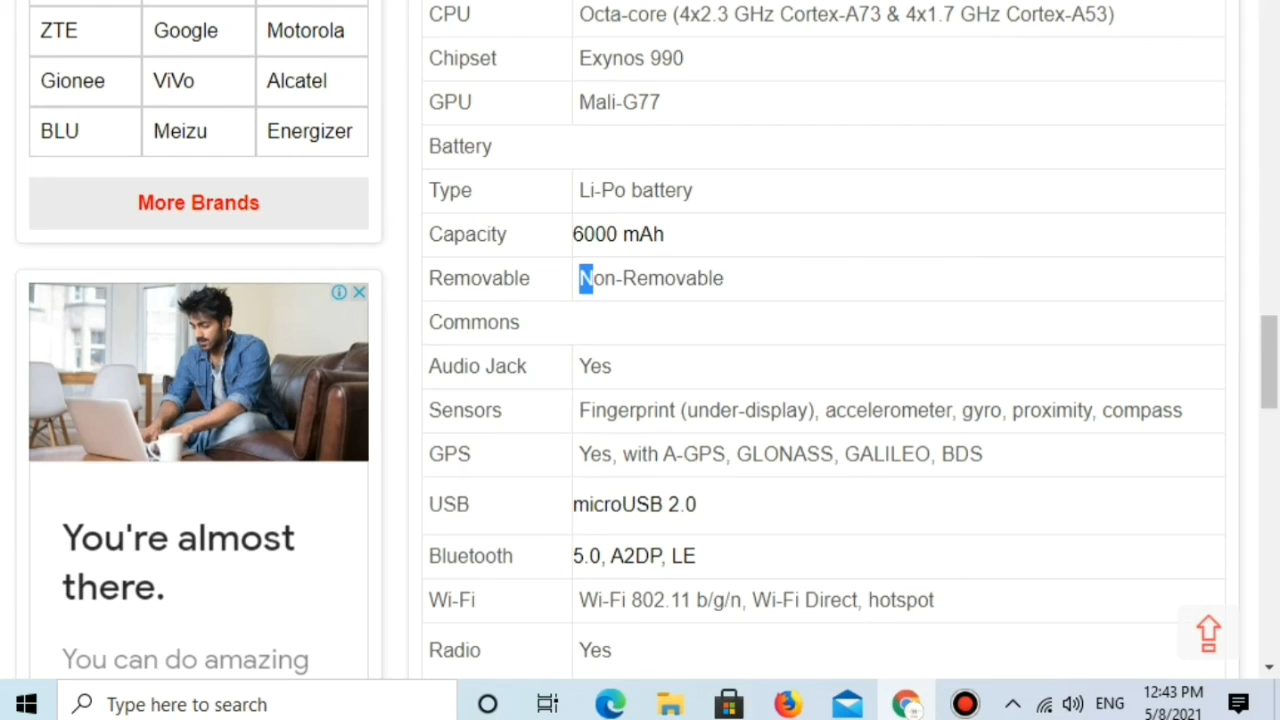 ZTE Google Motorola
Gionee ViVo Alcatel
BLU Meizu Energizer
More Brands
You're almost
there.
You can do amazing
CPU Octa-core (4x2.3 GHz Cortex-A73 & 4x1.7 GHz Cortex-A53)
Chipset Exynos 990
GPU Mali-G77
Battery
Type Li-Po battery
Capacity 6000 mAh
Removable Non-Removable
Commons
Audio Jack Yes
Sensors Fingerprint (under-display), accelerometer, gyro, proximity, compass
GPS Yes, with A-GPS, GLONASS, GALILEO, BDS
USB microUSB 2.0
Bluetooth 5.0, A2DP, LE
Wi-Fi Wi-Fi 802.11 b/g/n, Wi-Fi Direct, hotspot
Radio Yes
Type here to search
ENG
12:43 PM
5/8/2021